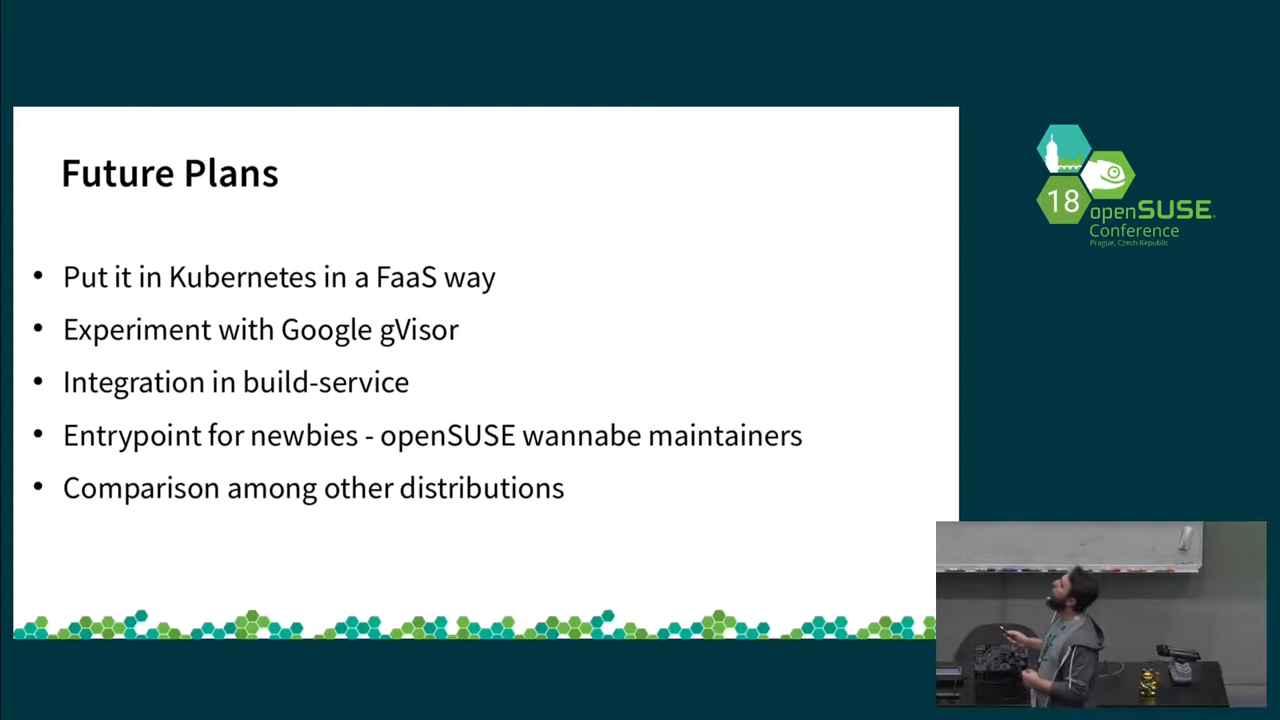 Future Plans
• Put it in Kubernetes in a FaaS way
• Experiment with Google gVisor
• Integration in build-service
• Entrypoint for newbies - openSUSE wannabe maintainers
• Comparison among other distributions
18
openSUSE
Conference
Prague, Czech Republic